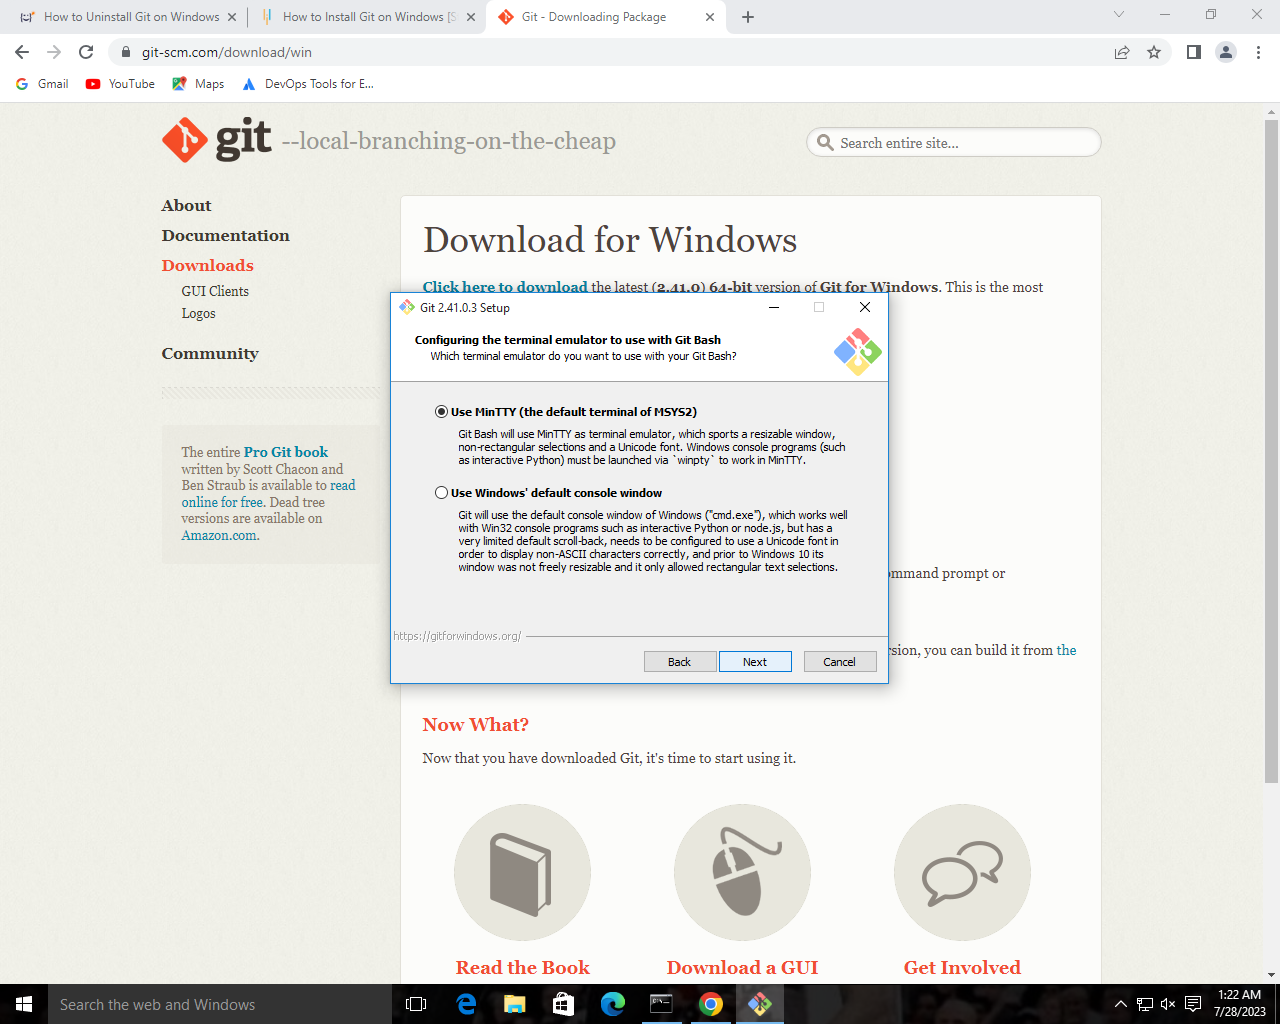 How to Uninstall Git on Windows
How to Install Git on Windows [S
Git - Downloading Package
git-scm.com/download/win
Gmail
YouTube
Maps
DevOps Tools for E...
git --local-branching-on-the-cheap
Search entire site...
About
Documentation
Downloads
GUI Clients
Logos
Community
The entire Pro Git book
written by Scott Chacon and
Ben Straub is available to read
online for free. Dead tree
versions are available on
Amazon.com.
Download for Windows
Click here to download the latest (2.41.0) 64-bit version of Git for Windows. This is the most
Git 2.41.0.3 Setup
Configuring the terminal emulator to use with Git Bash
Which terminal emulator do you want to use with your Git Bash?
Use MinTTY (the default terminal of MSYS2)
Git Bash will use MinTTY as terminal emulator, which sports a resizable window,
non-rectangular selections and a Unicode font. Windows console programs (such
as interactive Python) must be launched via `winpty` to work in MinTTY.
Use Windows' default console window
Git will use the default console window of Windows ("cmd.exe"), which works well
with Win32 console programs such as interactive Python or node.js, but has a
very limited default scroll-back, needs to be configured to use a Unicode font in
order to display non-ASCII characters correctly, and prior to Windows 10 its
window was not freely resizable and it only allowed rectangular text selections.
https://gitforwindows.org/
Back
Next
Cancel
ommand prompt or
rsion, you can build it from the
Now What?
Now that you have downloaded Git, it's time to start using it.
Read the Book
Download a GUI
Get Involved
Search the web and Windows
1:22 AM
7/28/2023